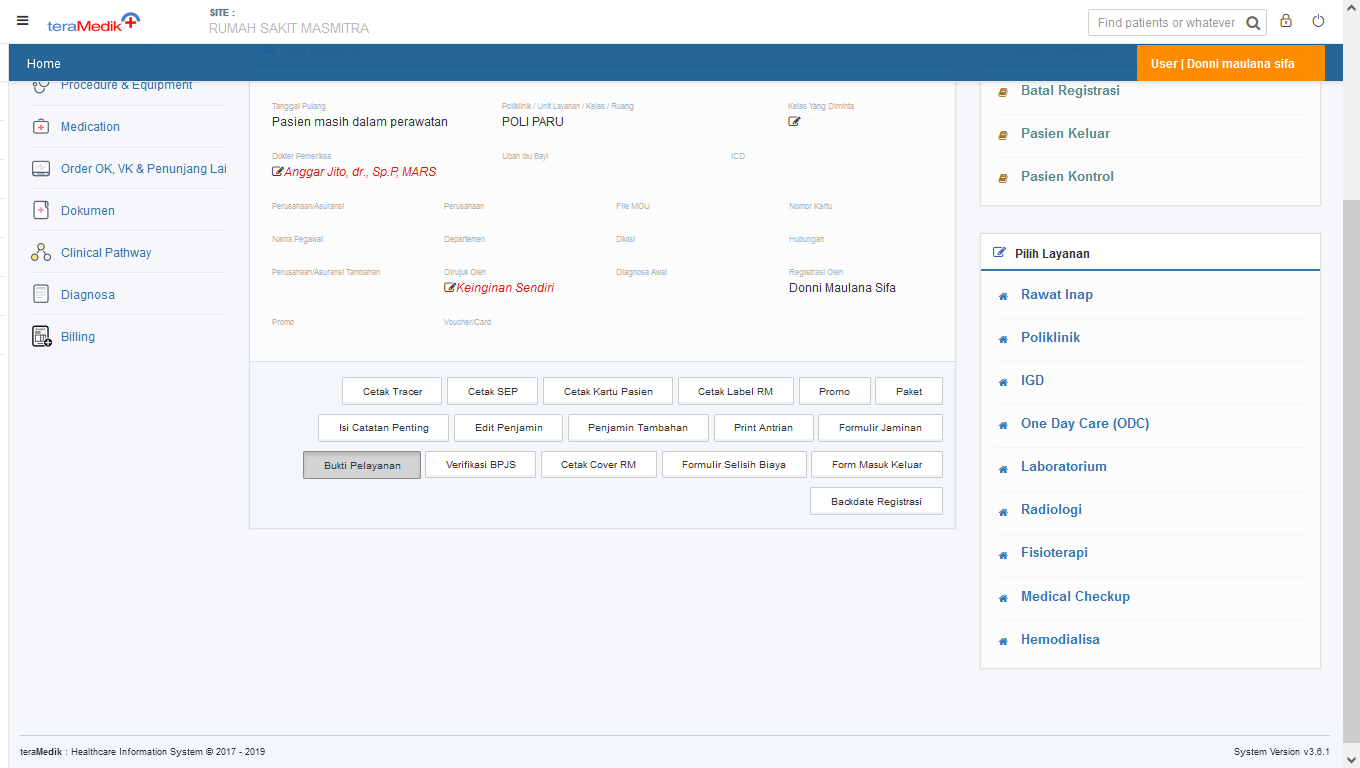 teraMedik
SITE :
RUMAH SAKIT MASMITRA
Find patients or whatever
Home
User | Donni maulana sifa
Procedure & Equipment
Medication
Order OK, VK & Penunjang Lai
Dokumen
Clinical Pathway
Diagnosa
Billing
Tanggal Pulang
Pasien masih dalam perawatan
Poliklinik / Unit Layanan / Kelas / Ruang
POLI PARU
Kelas Yang Diminta
Dokter Pemeriksa
Anggar Jito, dr., Sp.P, MARS
Ubah Ibu Bayi
ICD
Perusahaan/Asuransi
Perusahaan
File MOU
Nomor Kartu
Nama Pegawai
Departemen
Divisi
Hubungan
Perusahaan/Asuransi Tambahan
Dirujuk Oleh
Keinginan Sendiri
Diagnosa Awal
Registrasi Oleh
Donni Maulana Sifa
Promo
Voucher/Card
Cetak Tracer
Cetak SEP
Cetak Kartu Pasien
Cetak Label RM
Promo
Paket
Isi Catatan Penting
Edit Penjamin
Penjamin Tambahan
Print Antrian
Formulir Jaminan
Bukti Pelayanan
Verifikasi BPJS
Cetak Cover RM
Formulir Selisih Biaya
Form Masuk Keluar
Backdate Registrasi
Batal Registrasi
Pasien Keluar
Pasien Kontrol
Pilih Layanan
Rawat Inap
Poliklinik
IGD
One Day Care (ODC)
Laboratorium
Radiologi
Fisioterapi
Medical Checkup
Hemodialisa
teraMedik : Healthcare Information System © 2017 - 2019
System Version v3.6.1